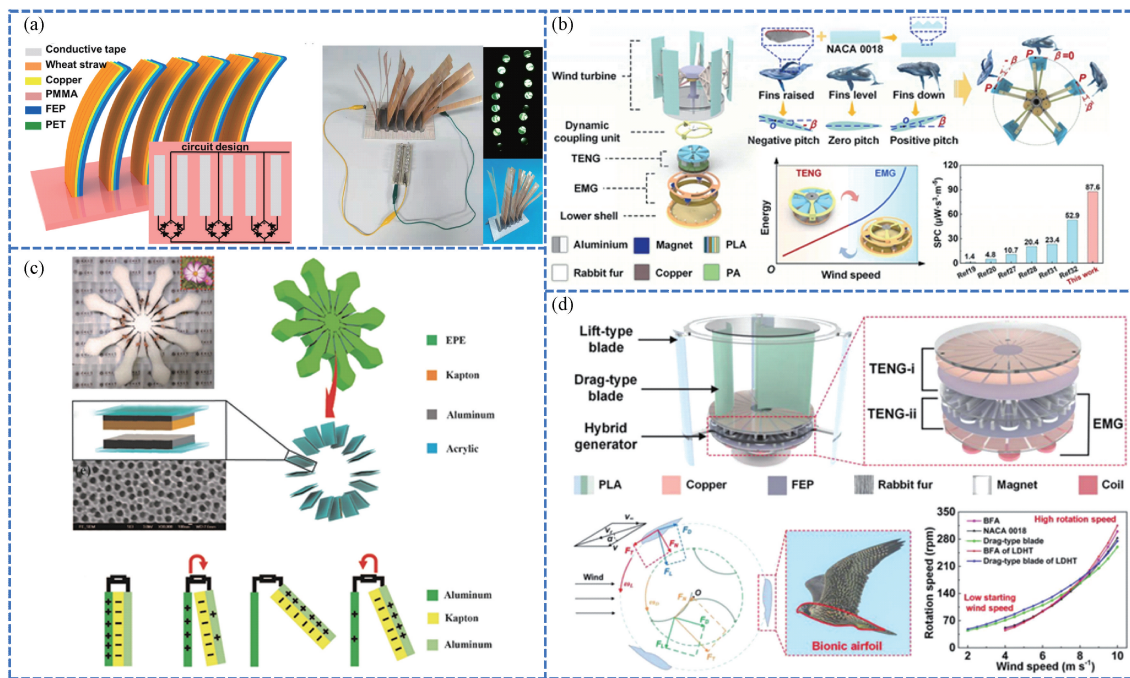 (a)
Conductive tape
Wheat straw
Copper
PMMA
FEP
PET
circuit design
(b)
Wind turbine
Dynamic
coupling unit
TENG
EMG
Lower shell
Aluminium
Magnet
PLA
Rabbit fur
Copper
PA
NACA 0018
Fins raised
Fins level
Fins down
O
β
Negative pitch
Zero pitch
O
β
Positive pitch
P
β
β=0
P
P
β
Energy
TENG
EMG
O
Wind speed
SPC (μW·s³·m⁻⁵)
120
90
60
30
0
1.4
4.8
10.7
20.4
23.4
52.9
87.6
Ref19
Ref20
Ref27
Ref28
Ref31
Ref32
This work
(c)
EPE
Kapton
Aluminum
Acrylic
Aluminum
Kapton
Aluminum
(d)
Lift-type
blade
Drag-type
blade
Hybrid
generator
TENG-i
TENG-ii
EMG
PLA
Copper
FEP
Rabbit fur
Magnet
Coil
Wind
O
Bionic airfoil
Rotation speed (rpm)
350
280
210
140
70
0
BFA
NACA 0018
Drag-type blade
BFA of LDHT
Drag-type blade of LDHT
High rotation speed
Low starting
wind speed
2
4
6
8
10
Wind speed (m s⁻¹)